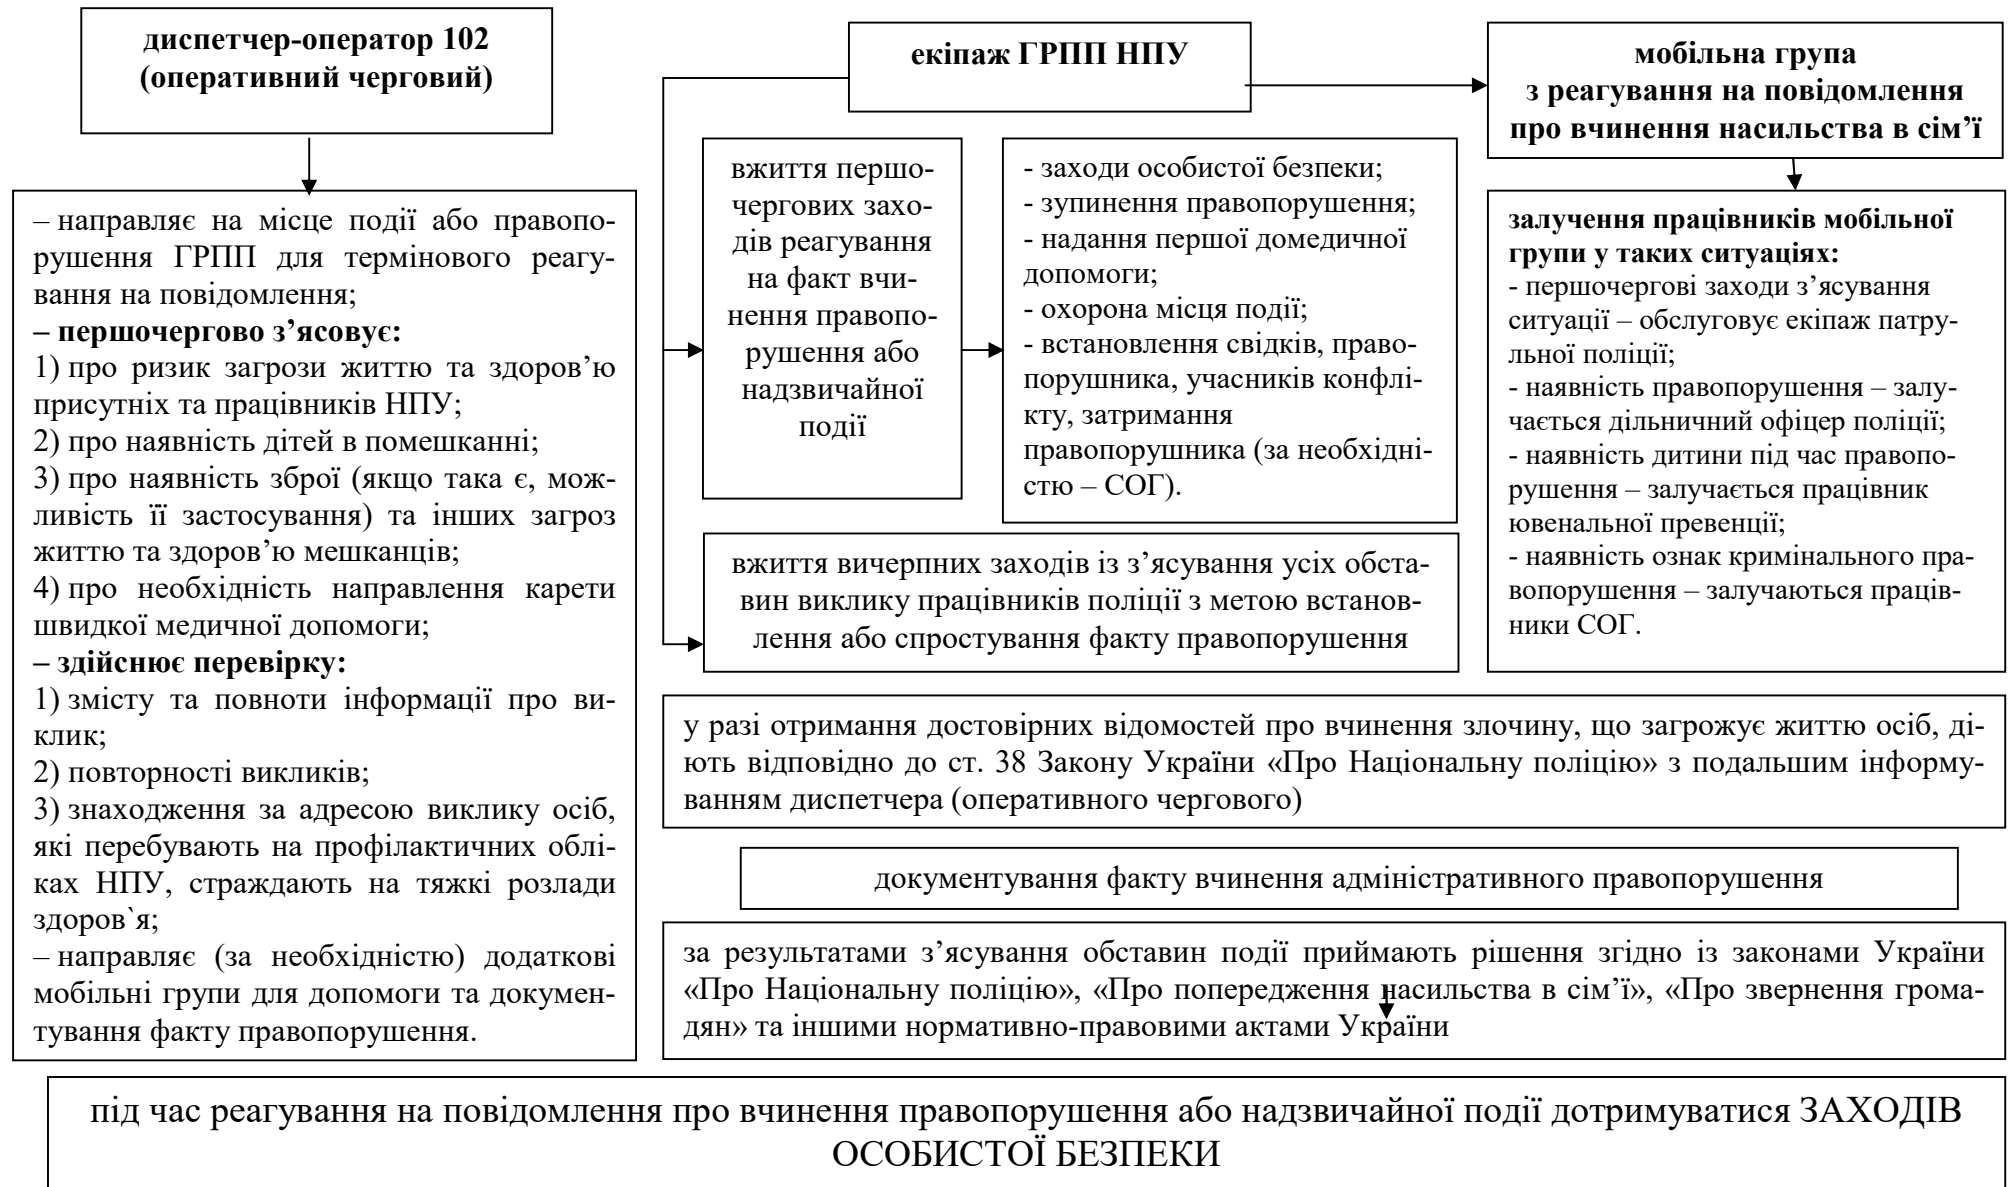 диспетчер-оператор 102
(оперативний черговий)
– направляє на місце події або правопо-
рушення ГРПП для термінового реагу-
вання на повідомлення;
– першочергово з’ясовує:
1) про ризик загрози життю та здоров’ю
присутніх та працівників НПУ;
2) про наявність дітей в помешканні;
3) про наявність зброї (якщо така є, мож-
ливість її застосування) та інших загроз
життю та здоров’ю мешканців;
4) про необхідність направлення карети
швидкої медичної допомоги;
– здійснює перевірку:
1) змісту та повноти інформації про ви-
клик;
2) повторності викликів;
3) знаходження за адресою виклику осіб,
які перебувають на профілактичних облі-
ках НПУ, страждають на тяжкі розлади
здоров`я;
– направляє (за необхідністю) додаткові
мобільні групи для допомоги та докумен-
тування факту правопорушення.
екіпаж ГРПП НПУ
вжиття першо-
чергових захо-
дів реагування
на факт вчи-
нення правопо-
рушення або
надзвичайної
події
- заходи особистої безпеки;
- зупинення правопорушення;
- надання першої домедичної
допомоги;
- охорона місця події;
- встановлення свідків, право-
порушника, учасників конфлі-
кту, затримання
правопорушника (за необхідні-
стю – СОГ).
вжиття вичерпних заходів із з’ясування усіх обста-
вин виклику працівників поліції з метою встанов-
лення або спростування факту правопорушення
мобільна група
з реагування на повідомлення
про вчинення насильства в сім’ї
залучення працівників мобільної
групи у таких ситуаціях:
- першочергові заходи з’ясування
ситуації – обслуговує екіпаж патру-
льної поліції;
- наявність правопорушення – залу-
чається дільничний офіцер поліції;
- наявність дитини під час правопо-
рушення – залучається працівник
ювенальної превенції;
- наявність ознак кримінального пра-
вопорушення – залучаються праців-
ники СОГ.
у разі отримання достовірних відомостей про вчинення злочину, що загрожує життю осіб, ді-
ють відповідно до ст. 38 Закону України «Про Національну поліцію» з подальшим інформу-
ванням диспетчера (оперативного чергового)
документування факту вчинення адміністративного правопорушення
за результатами з’ясування обставин події приймають рішення згідно із законами України
«Про Національну поліцію», «Про попередження насильства в сім’ї», «Про звернення грома-
дян» та іншими нормативно-правовими актами України
під час реагування на повідомлення про вчинення правопорушення або надзвичайної події дотримуватися ЗАХОДІВ
ОСОБИСТОЇ БЕЗПЕКИ